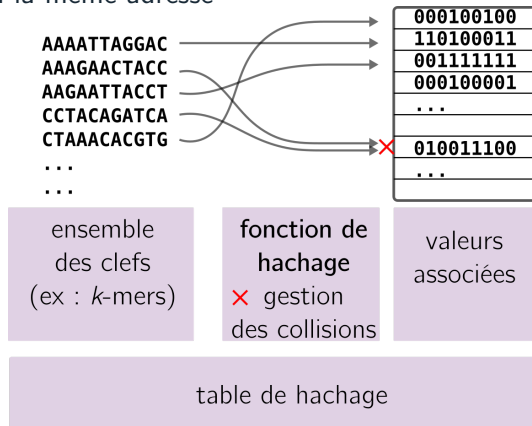 la même adresse
AAAATTAGGAC
AAAGAACTACC
AAGAATTACCT
CCTACAGATCA
CTAAACACGTG
...
...
000100100
110100011
001111111
000100001
...
010011100
...
ensemble
des clefs
(ex : k-mers)
fonction de
hachage
× gestion
des collisions
valeurs
associées
table de hachage